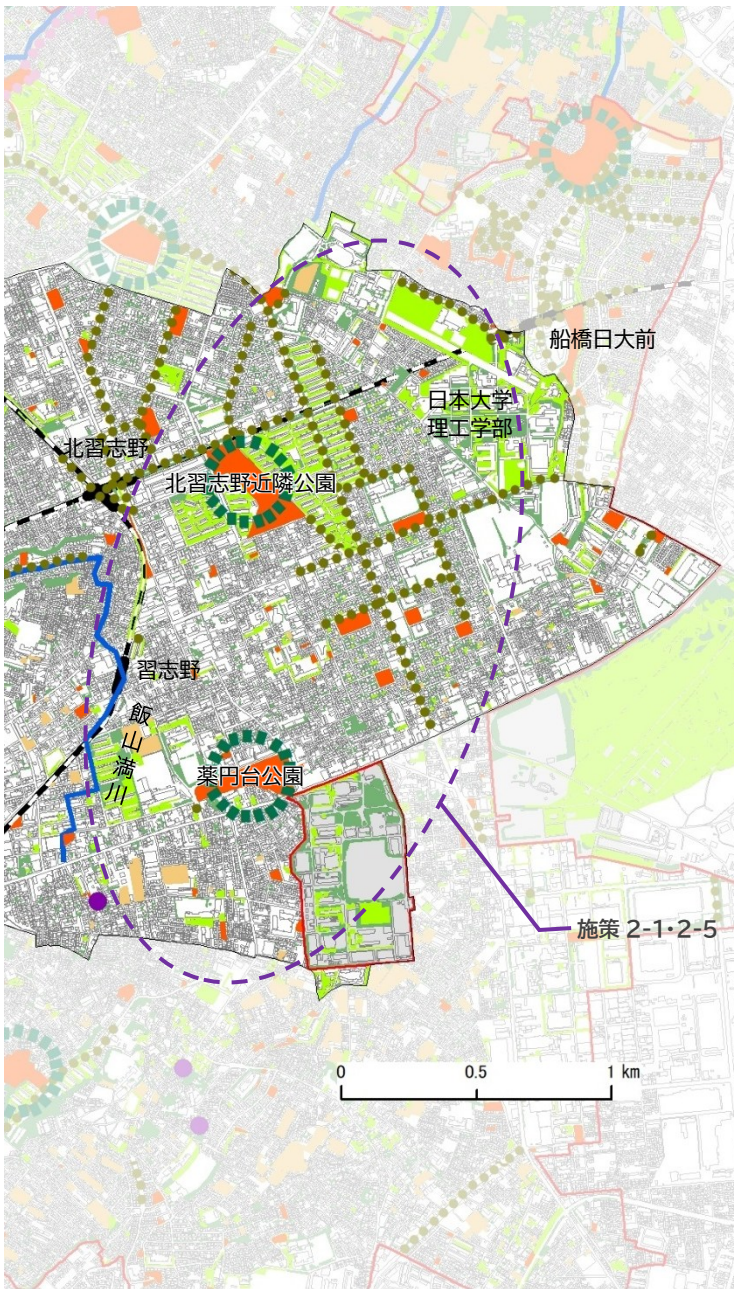 船橋日大前
日本大学
理工学部
北習志野
北習志野近隣公園
習志野
飯山満川
薬円台公園
施策 2-1・2-5
0 0.5 1 km